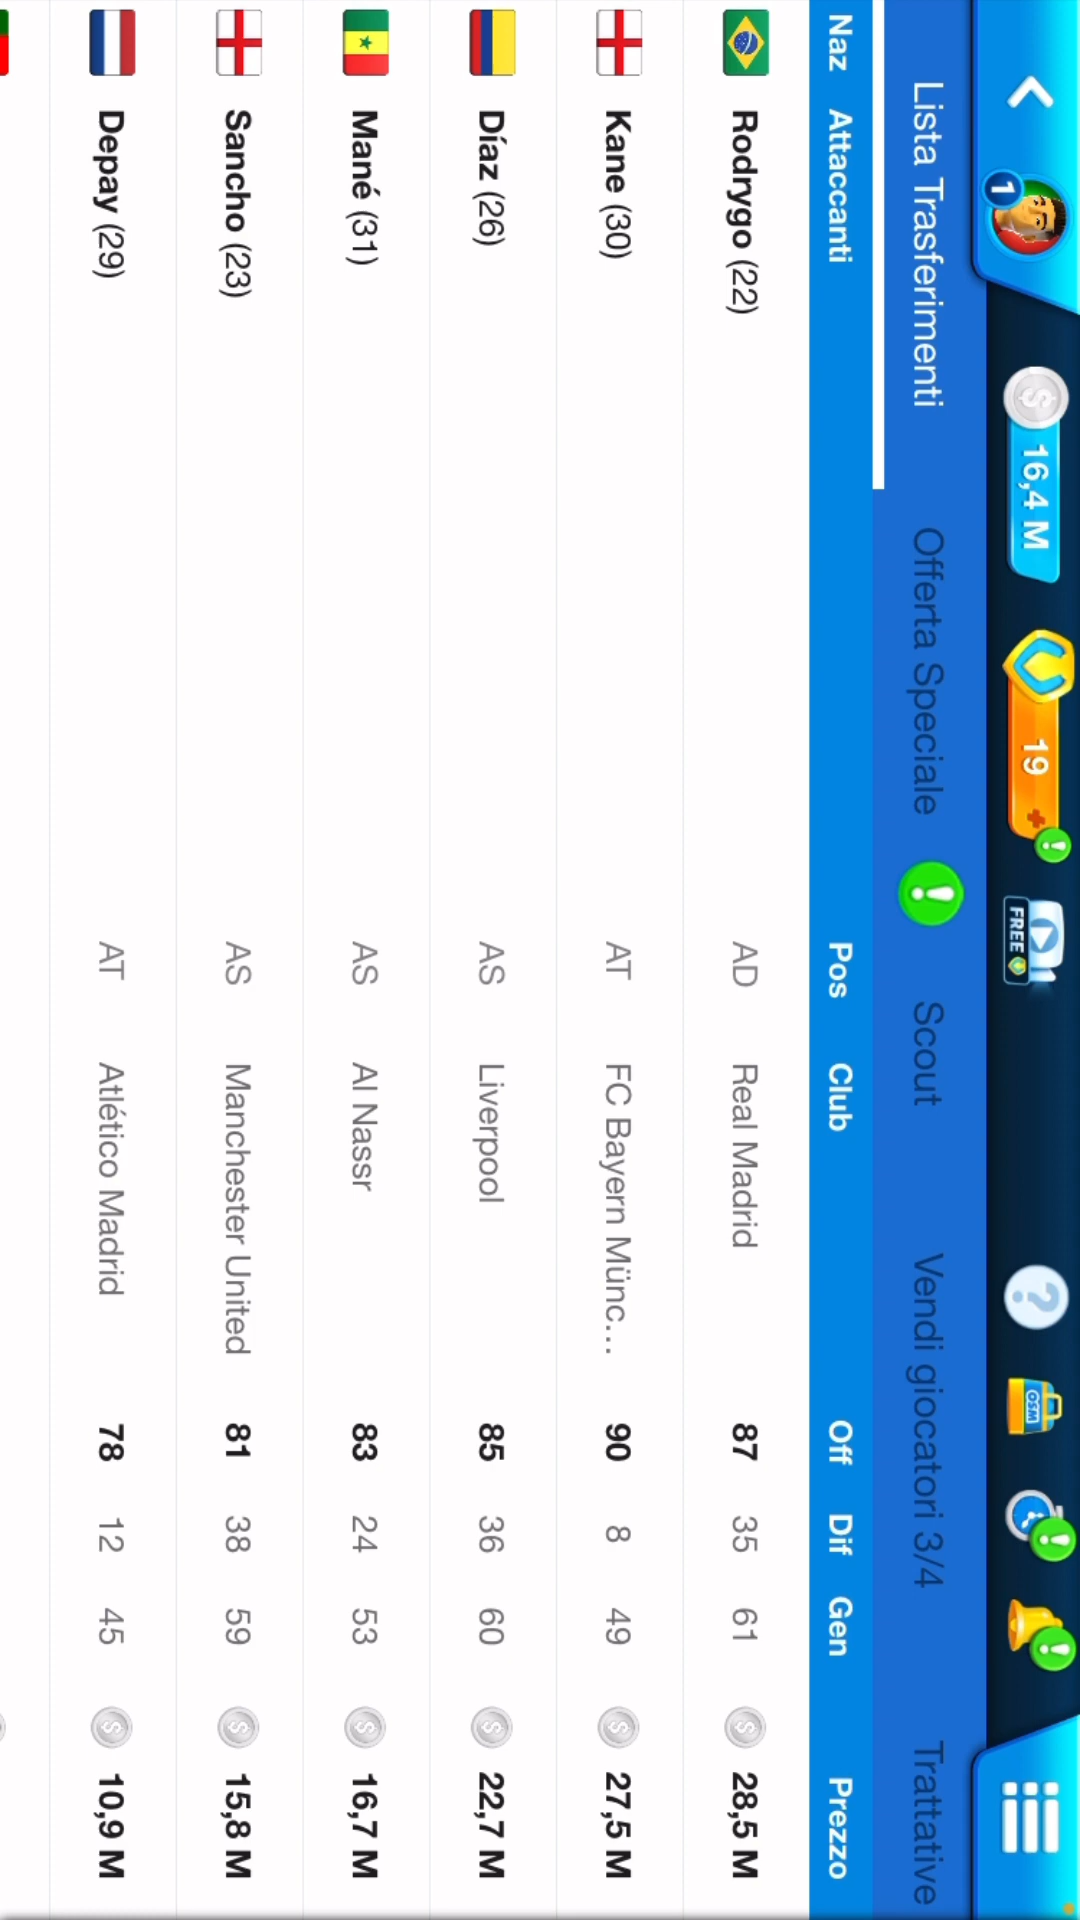 1
16,4 M
19
FREE
OSM
Lista Trasferimenti Offerta Speciale Scout Vendi giocatori 3/4 Trattative
Naz Attaccanti Pos Club Off Dif Gen Prezzo
Rodrygo (22) AD Real Madrid 87 35 61 28,5 M
Kane (30) AT FC Bayern Münc... 90 8 49 27,5 M
Díaz (26) AS Liverpool 85 36 60 22,7 M
Mané (31) AS Al Nassr 83 24 53 16,7 M
Sancho (23) AS Manchester United 81 38 59 15,8 M
Depay (29) AT Atlético Madrid 78 12 45 10,9 M